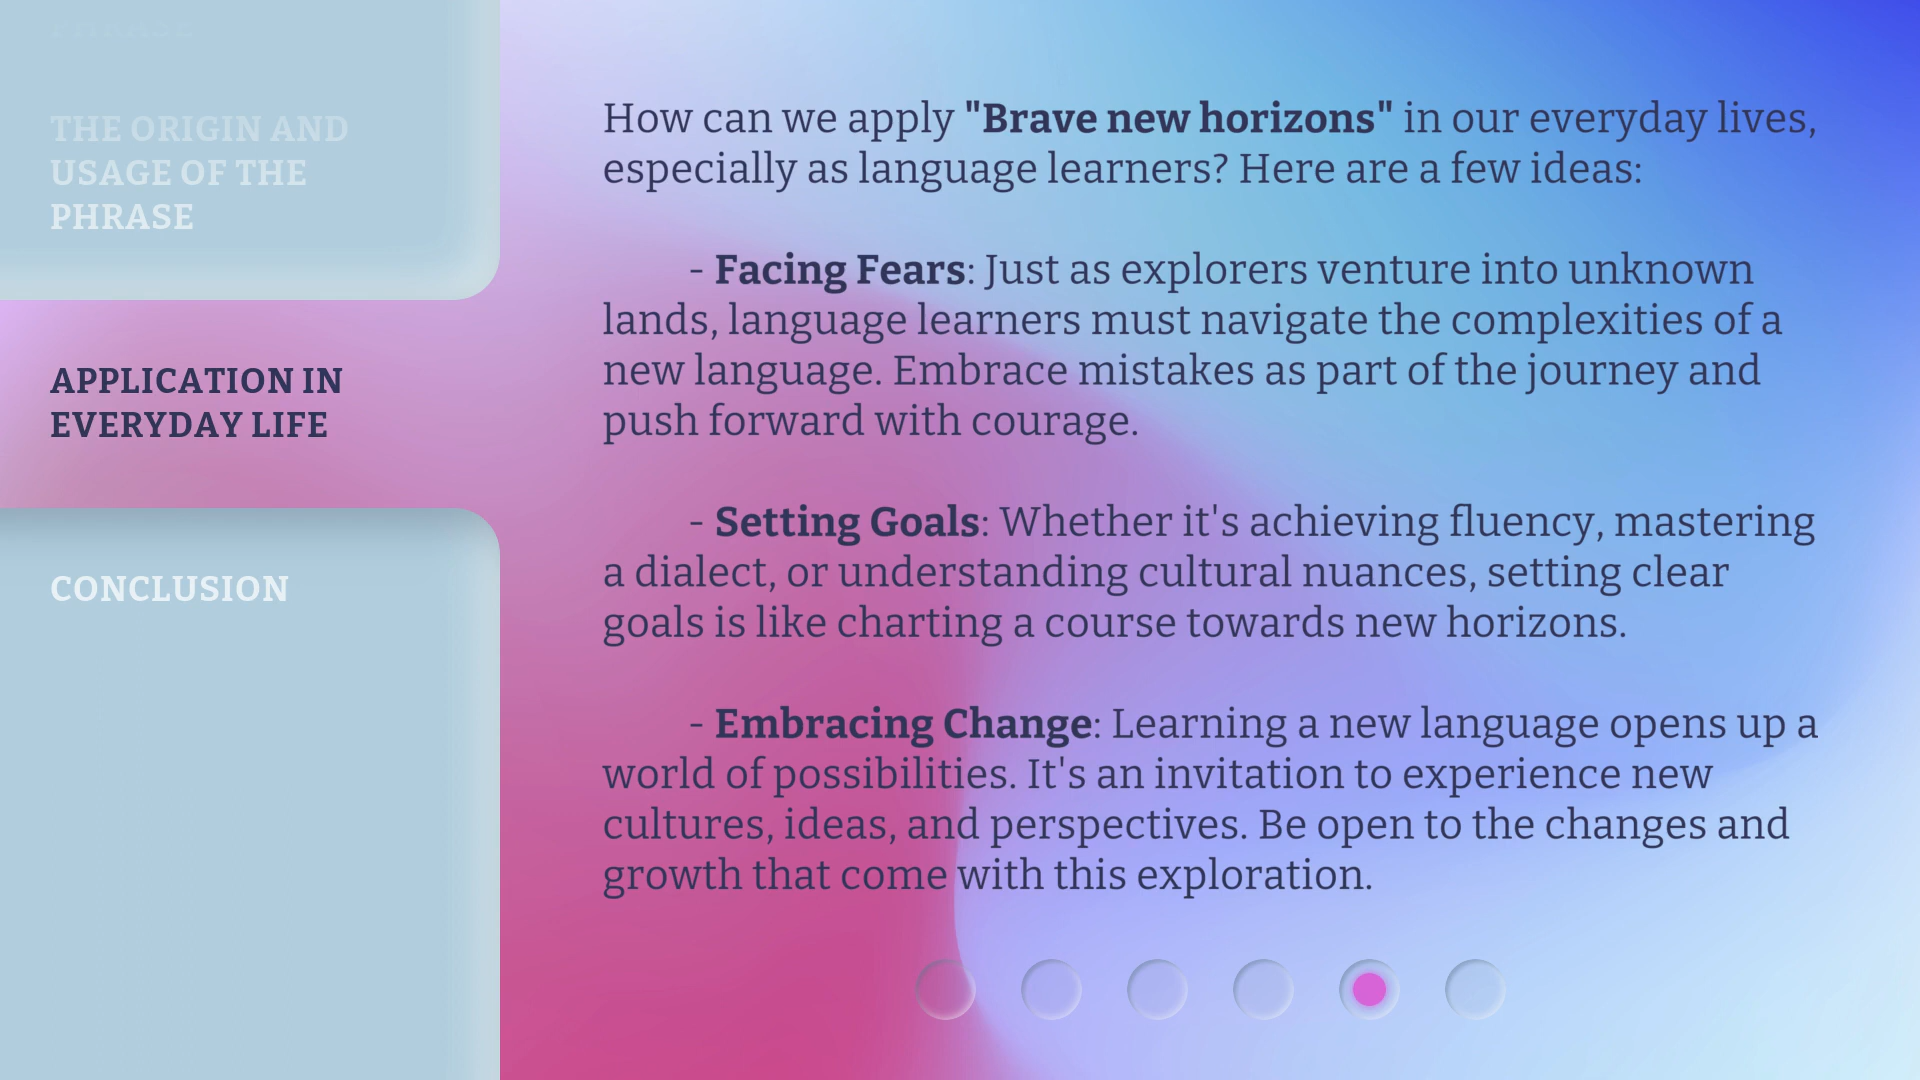 PHRASE
THE ORIGIN AND
USAGE OF THE
PHRASE
APPLICATION IN
EVERYDAY LIFE
CONCLUSION
How can we apply "Brave new horizons" in our everyday lives,
especially as language learners? Here are a few ideas:
- Facing Fears: Just as explorers venture into unknown
lands, language learners must navigate the complexities of a
new language. Embrace mistakes as part of the journey and
push forward with courage.
- Setting Goals: Whether it's achieving fluency, mastering
a dialect, or understanding cultural nuances, setting clear
goals is like charting a course towards new horizons.
- Embracing Change: Learning a new language opens up a
world of possibilities. It's an invitation to experience new
cultures, ideas, and perspectives. Be open to the changes and
growth that come with this exploration.